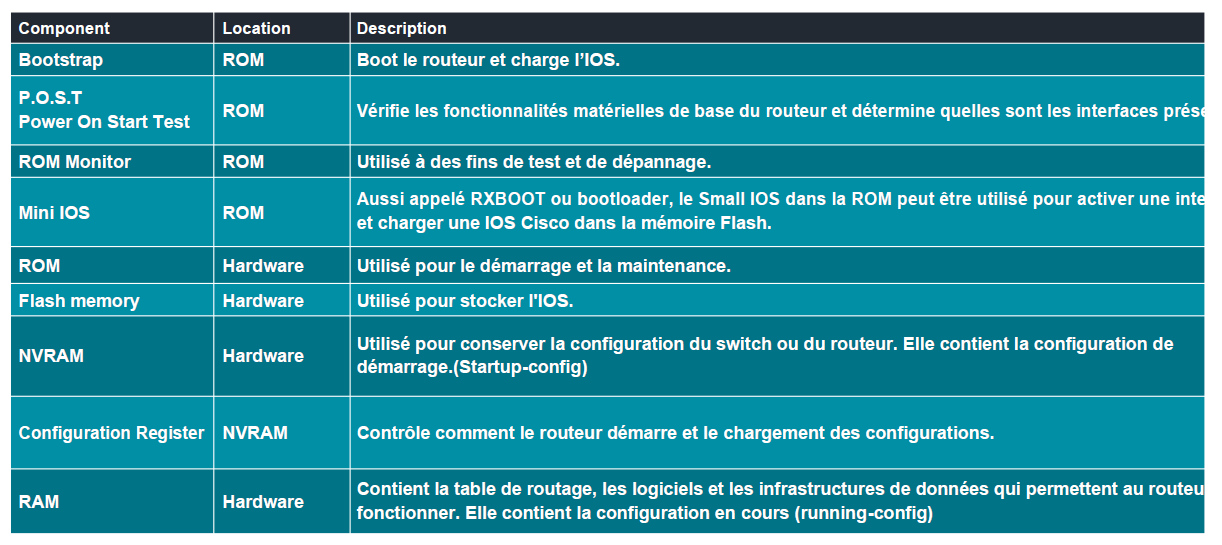 Component Location Description
Bootstrap ROM Boot le routeur et charge l’IOS.
P.O.S.T
Power On Start Test
ROM Vérifie les fonctionnalités matérielles de base du routeur et détermine quelles sont les interfaces
ROM Monitor ROM Utilisé à des fins de test et de dépannage.
Mini IOS ROM
Aussi appelé RXBOOT ou bootloader, le Small IOS dans la ROM peut être utilisé pour activer une
et charger une IOS Cisco dans la mémoire Flash.
ROM Hardware Utilisé pour le démarrage et la maintenance.
Flash memory Hardware Utilisé pour stocker l'IOS.
NVRAM Hardware
Utilisé pour conserver la configuration du switch ou du routeur. Elle contient la configuration de
démarrage.(Startup-config)
Configuration Register NVRAM Contrôle comment le routeur démarre et le chargement des configurations.
RAM Hardware
Contient la table de routage, les logiciels et les infrastructures de données qui permettent au
fonctionner. Elle contient la configuration en cours (running-config)